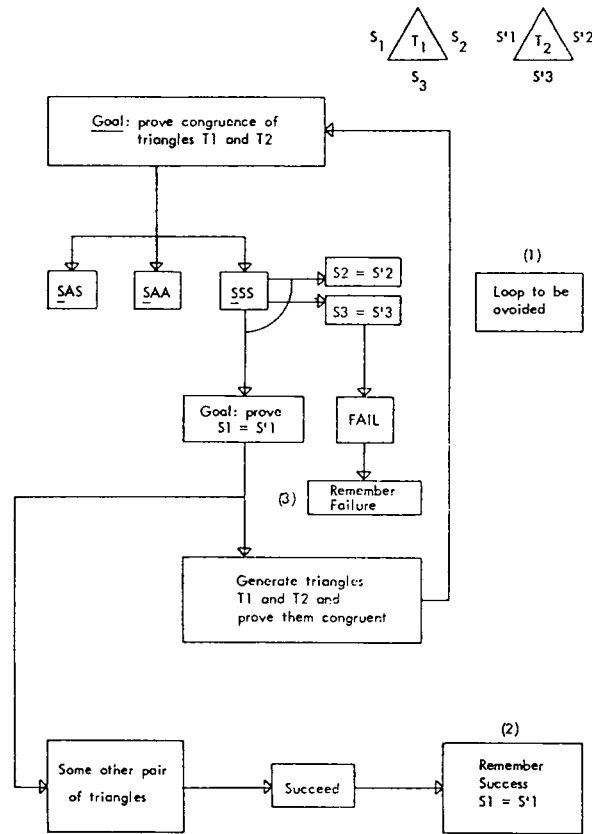 S1 T1 S2 S'1 T2 S'2
S3 S'3
Goal: prove congruence of
triangles T1 and T2
(1)
SAS SAA SSS S2 = S'2
Loop to be
avoided
S3 = S'3
Goal: prove
S1 = S'1
FAIL
(3) Remember
Failure
Generate triangles
T1 and T2 and
prove them congruent
(2)
Some other pair
of triangles
Succeed
Remember
Success
S1 = S'1